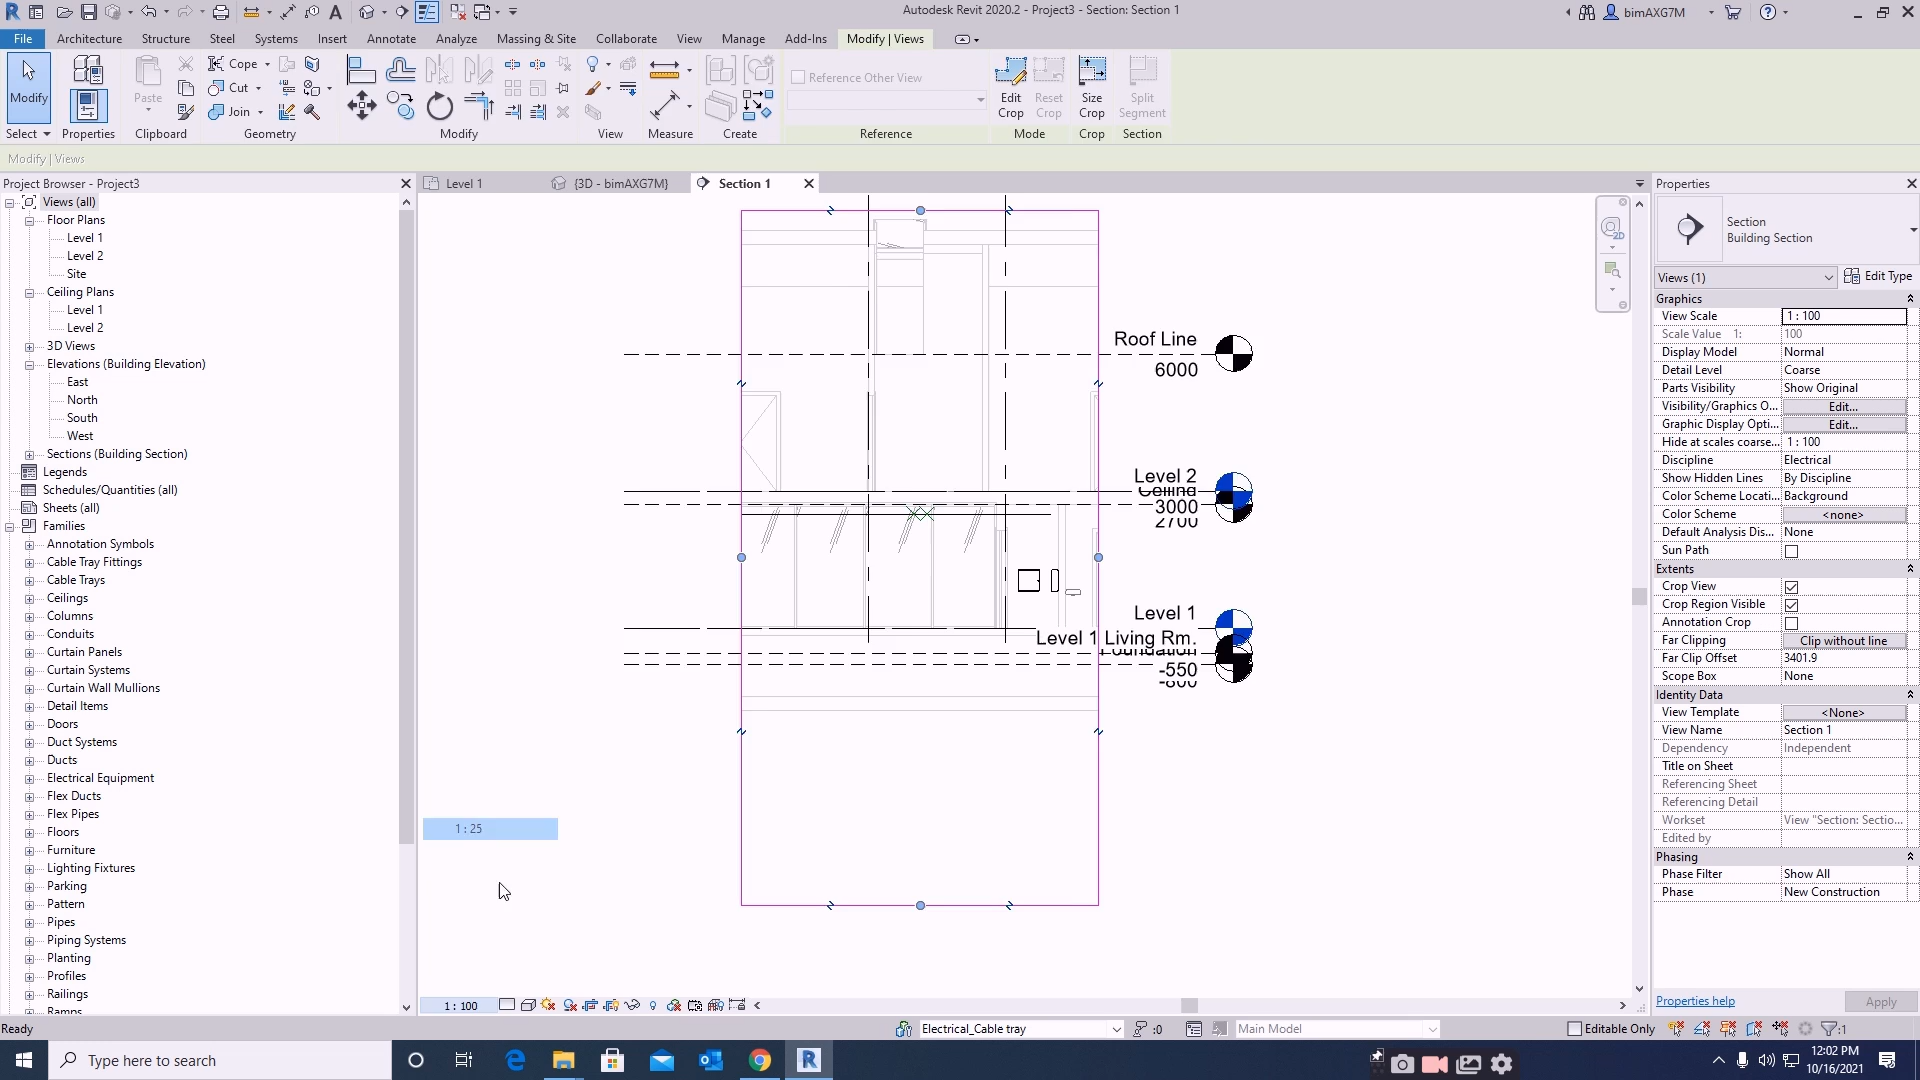 Autodesk Revit 2020.2 - Project3 - Section: Section 1
bimAXG7M
File Architecture Structure Steel Systems Insert Annotate Analyze Massing & Site Collaborate View Manage Add-Ins Modify | Views
Modify
Select
Properties
Paste
Clipboard
Cope
Cut
Join
Geometry
Modify
View
Measure
Create
Reference Other View
Reference
Edit Crop
Reset Crop
Mode
Size Crop
Crop
Split Segment
Section
Modify | Views
Project Browser - Project3
Views (all)
Floor Plans
Level 1
Level 2
Site
Ceiling Plans
Level 1
Level 2
3D Views
Elevations (Building Elevation)
East
North
South
West
Sections (Building Section)
Legends
Schedules/Quantities (all)
Sheets (all)
Families
Annotation Symbols
Cable Tray Fittings
Cable Trays
Ceilings
Columns
Conduits
Curtain Panels
Curtain Systems
Curtain Wall Mullions
Detail Items
Doors
Duct Systems
Ducts
Electrical Equipment
Flex Ducts
Flex Pipes
Floors
Furniture
Lighting Fixtures
Parking
Pattern
Pipes
Piping Systems
Planting
Profiles
Railings
Ramps
Level 1
{3D - bimAXG7M}
Section 1
Roof Line
6000
Level 2
Ceiling
3000
2700
Level 1
Level 1 Living Rm.
Foundation
-550
-800
1 : 25
1 : 100
2D
Properties
Section
Building Section
Views (1)
Edit Type
Graphics
View Scale 1 : 100
Scale Value 1: 100
Display Model Normal
Detail Level Coarse
Parts Visibility Show Original
Visibility/Graphics O... Edit...
Graphic Display Opti... Edit...
Hide at scales coarse... 1 : 100
Discipline Electrical
Show Hidden Lines By Discipline
Color Scheme Locati... Background
Color Scheme <none>
Default Analysis Dis... None
Sun Path
Extents
Crop View
Crop Region Visible
Annotation Crop
Far Clipping Clip without line
Far Clip Offset 3401.9
Scope Box None
Identity Data
View Template <None>
View Name Section 1
Dependency Independent
Title on Sheet
Referencing Sheet
Referencing Detail
Workset View "Section: Sectio...
Edited by
Phasing
Phase Filter Show All
Phase New Construction
Properties help
Apply
Ready
Electrical_Cable tray
:0
Main Model
Editable Only
:1
Type here to search
12:02 PM
10/16/2021